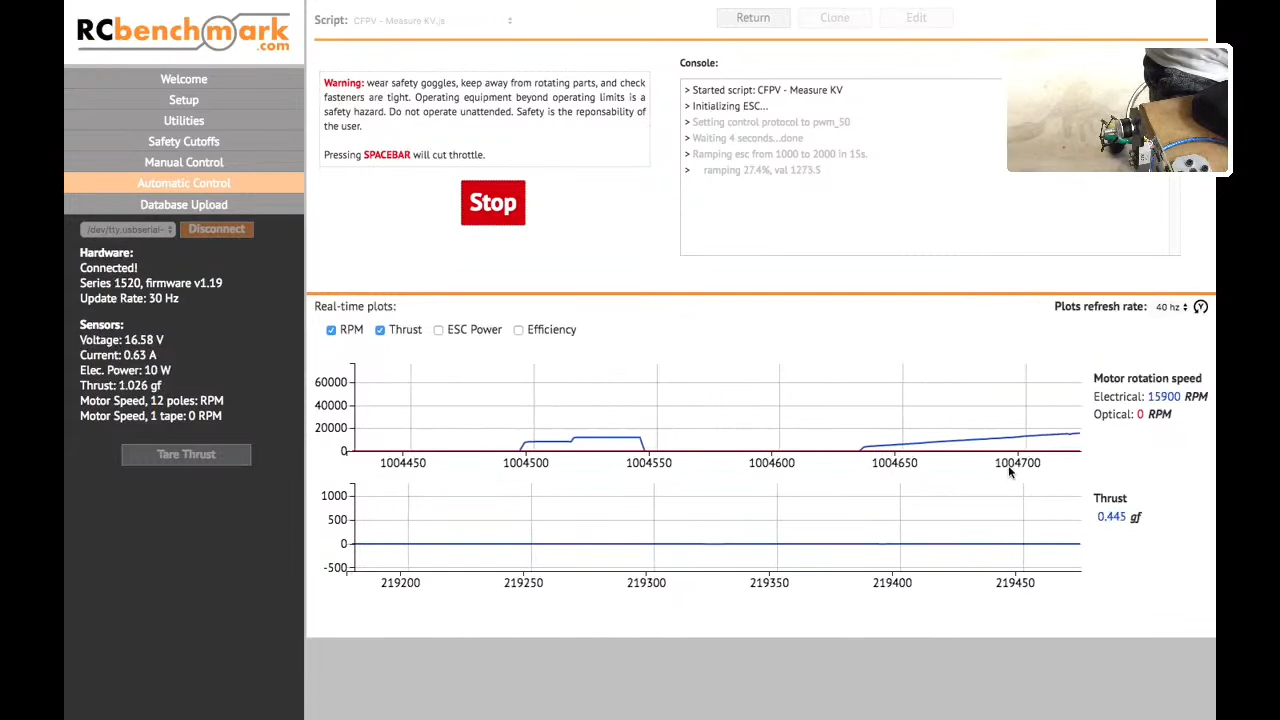 RCbenchmark
.com
Welcome
Setup
Utilities
Safety Cutoffs
Manual Control
Automatic Control
Database Upload
/dev/tty.usbserial- Disconnect
Hardware:
Connected!
Series 1520, firmware v1.19
Update Rate: 30 Hz
Sensors:
Voltage: 16.58 V
Current: 0.63 A
Elec. Power: 10 W
Thrust: 1.026 gf
Motor Speed, 12 poles: RPM
Motor Speed, 1 tape: 0 RPM
Tare Thrust
Script: CFPV - Measure KV.js
Return Clone Edit
Warning: wear safety goggles, keep away from rotating parts, and check
fasteners are tight. Operating equipment beyond operating limits is a
safety hazard. Do not operate unattended. Safety is the reponsability of
the user.
Pressing SPACEBAR will cut throttle.
Stop
Console:
> Started script: CFPV - Measure KV
> Initializing ESC...
> Setting control protocol to pwm_50
> Waiting 4 seconds...done
> Ramping esc from 1000 to 2000 in 15s.
> ramping 27.4%, val 1273.5
Real-time plots:
Plots refresh rate: 40 hz
RPM Thrust ESC Power Efficiency
60000
40000
20000
0
1004450 1004500 1004550 1004600 1004650 1004700
Motor rotation speed
Electrical: 15900 RPM
Optical: 0 RPM
1000
500
0
-500
219200 219250 219300 219350 219400 219450
Thrust
0.445 gf